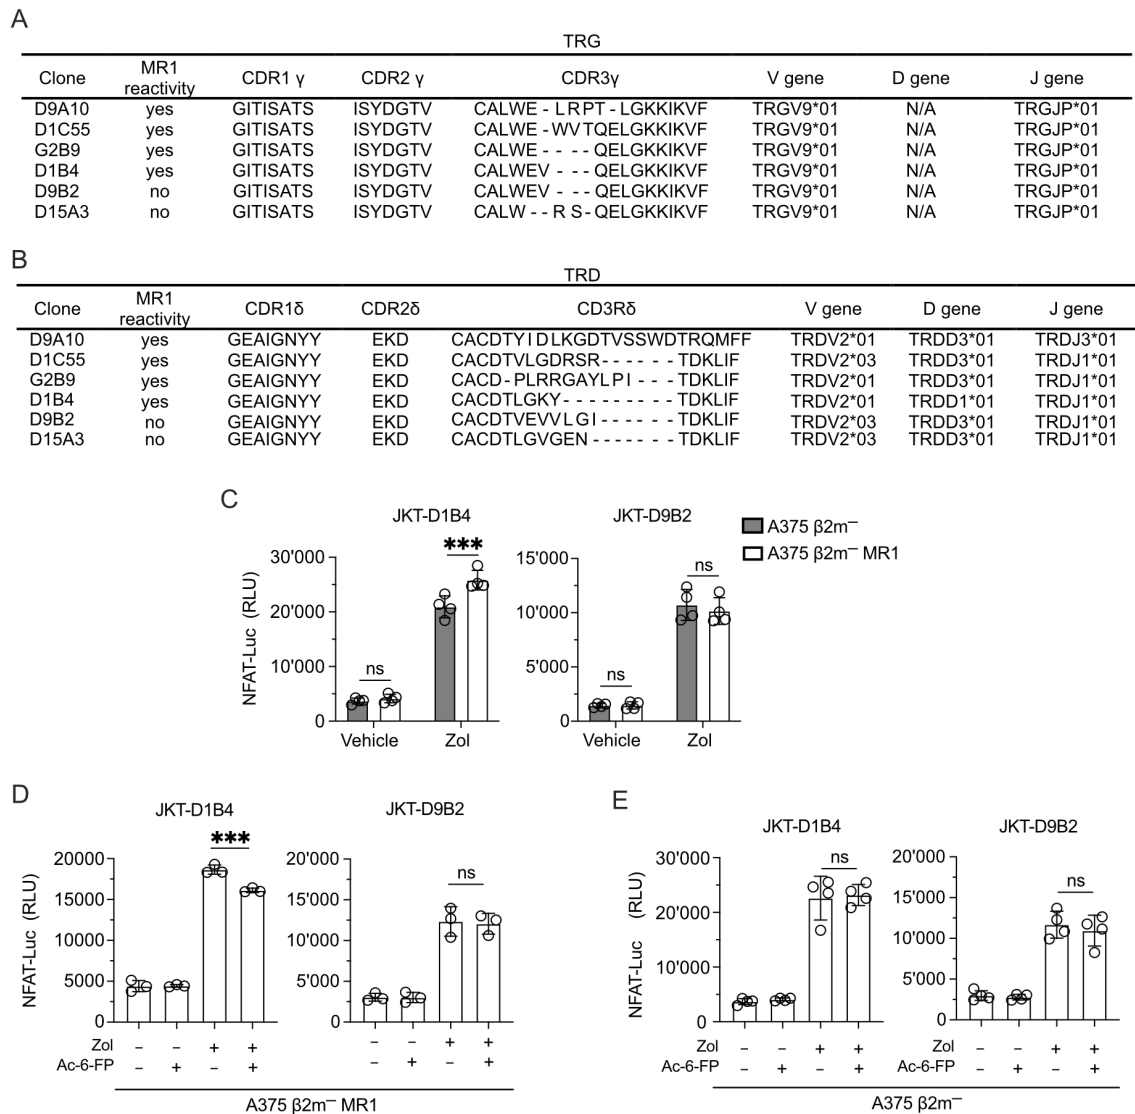 A
TRG
Clone MR1 reactivity CDR1 γ CDR2 γ CDR3γ V gene D gene J gene
D9A10 yes GITISATS ISYDGTV CALWE - LRPT - LGKKIKVF TRGV9*01 N/A TRGJP*01
D1C55 yes GITISATS ISYDGTV CALWE - WVTQELGKKIKVF TRGV9*01 N/A TRGJP*01
G2B9 yes GITISATS ISYDGTV CALWE - - - - QELGKKIKVF TRGV9*01 N/A TRGJP*01
D1B4 yes GITISATS ISYDGTV CALWEV - - - QELGKKIKVF TRGV9*01 N/A TRGJP*01
D9B2 no GITISATS ISYDGTV CALWEV - - - QELGKKIKVF TRGV9*01 N/A TRGJP*01
D15A3 no GITISATS ISYDGTV CALW - - R S - QELGKKIKVF TRGV9*01 N/A TRGJP*01
B
TRD
Clone MR1 reactivity CDR1δ CDR2δ CD3Rδ V gene D gene J gene
D9A10 yes GEAIGNYY EKD CACDTYIDLKGDTVSSWDTRQMFF TRDV2*01 TRDD3*01 TRDJ3*01
D1C55 yes GEAIGNYY EKD CACDTVLGDRSR - - - - - - TDKLIF TRDV2*03 TRDD3*01 TRDJ1*01
G2B9 yes GEAIGNYY EKD CACD - PLRRGAYLPI - - - TDKLIF TRDV2*01 TRDD3*01 TRDJ1*01
D1B4 yes GEAIGNYY EKD CACDTLGKY - - - - - - - - - TDKLIF TRDV2*01 TRDD1*01 TRDJ1*01
D9B2 no GEAIGNYY EKD CACDTVEVVLGI - - - - - - TDKLIF TRDV2*03 TRDD3*01 TRDJ1*01
D15A3 no GEAIGNYY EKD CACDTLGVGEN - - - - - - - TDKLIF TRDV2*03 TRDD3*01 TRDJ1*01
C
JKT-D1B4
NFAT-Luc (RLU)
30'000
20'000
10'000
0
ns
***
Vehicle Zol
JKT-D9B2
15'000
10'000
5'000
0
ns
ns
Vehicle Zol
A375 β2m⁻
A375 β2m⁻ MR1
D
JKT-D1B4
NFAT-Luc (RLU)
20000
15000
10000
5000
0
***
Zol - - + +
Ac-6-FP - + - +
JKT-D9B2
20'000
15'000
10'000
5'000
0
ns
- - + +
- + - +
A375 β2m⁻ MR1
E
JKT-D1B4
NFAT-Luc (RLU)
30'000
20'000
10'000
0
ns
Zol - - + +
Ac-6-FP - + - +
JKT-D9B2
20'000
15'000
10'000
5'000
0
ns
Zol - - + +
Ac-6-FP - + - +
A375 β2m⁻